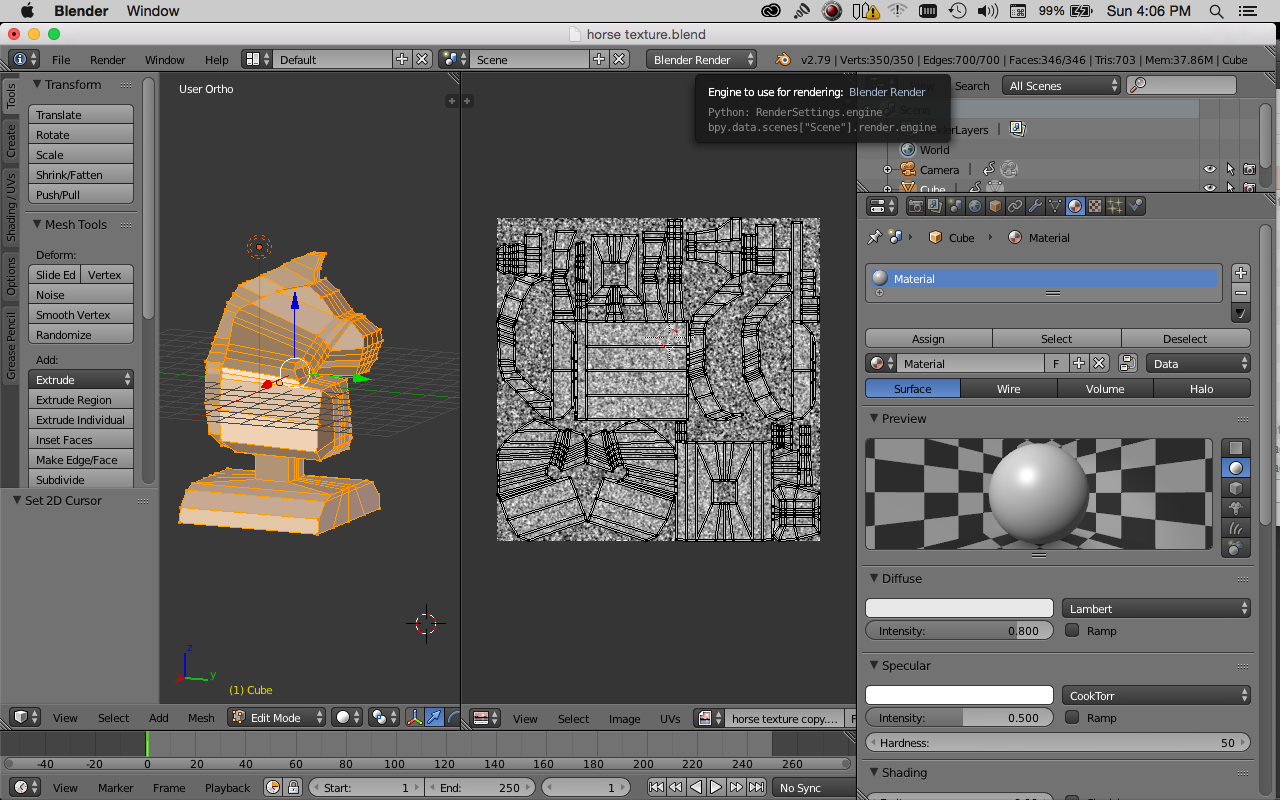 Blender Window 99% Sun 4:06 PM
horse texture.blend
File Render Window Help Default Scene Blender Render v2.79 | Verts:350/350 | Edges:700/700 | Faces:346/346 | Tris:703 | Mem:37.86M | Cube
Tools
Create
Shading / UVs
Options
Grease Pencil
Transform
Translate
Rotate
Scale
Shrink/Fatten
Push/Pull
Mesh Tools
Deform:
Slide Ed Vertex
Noise
Smooth Vertex
Randomize
Add:
Extrude
Extrude Region
Extrude Individual
Inset Faces
Make Edge/Face
Subdivide
Set 2D Cursor
User Ortho
z
x
y
(1) Cube
View Select Add Mesh Edit Mode
View Select Image UVs horse texture copy.... F
Engine to use for rendering: Blender Render
Python: RenderSettings.engine
bpy.data.scenes["Scene"].render.engine
Search All Scenes
Scene
World
Camera
Cube
Cube Material
Material
Assign Select Deselect
Material F Data
Surface Wire Volume Halo
Preview
Diffuse
Lambert
Intensity: 0.800 Ramp
Specular
CookTorr
Intensity: 0.500 Ramp
Hardness: 50
Shading
-40 -20 0 20 40 60 80 100 120 140 160 180 200 220 240 260
View Marker Frame Playback Start: 1 End: 250 1 No Sync